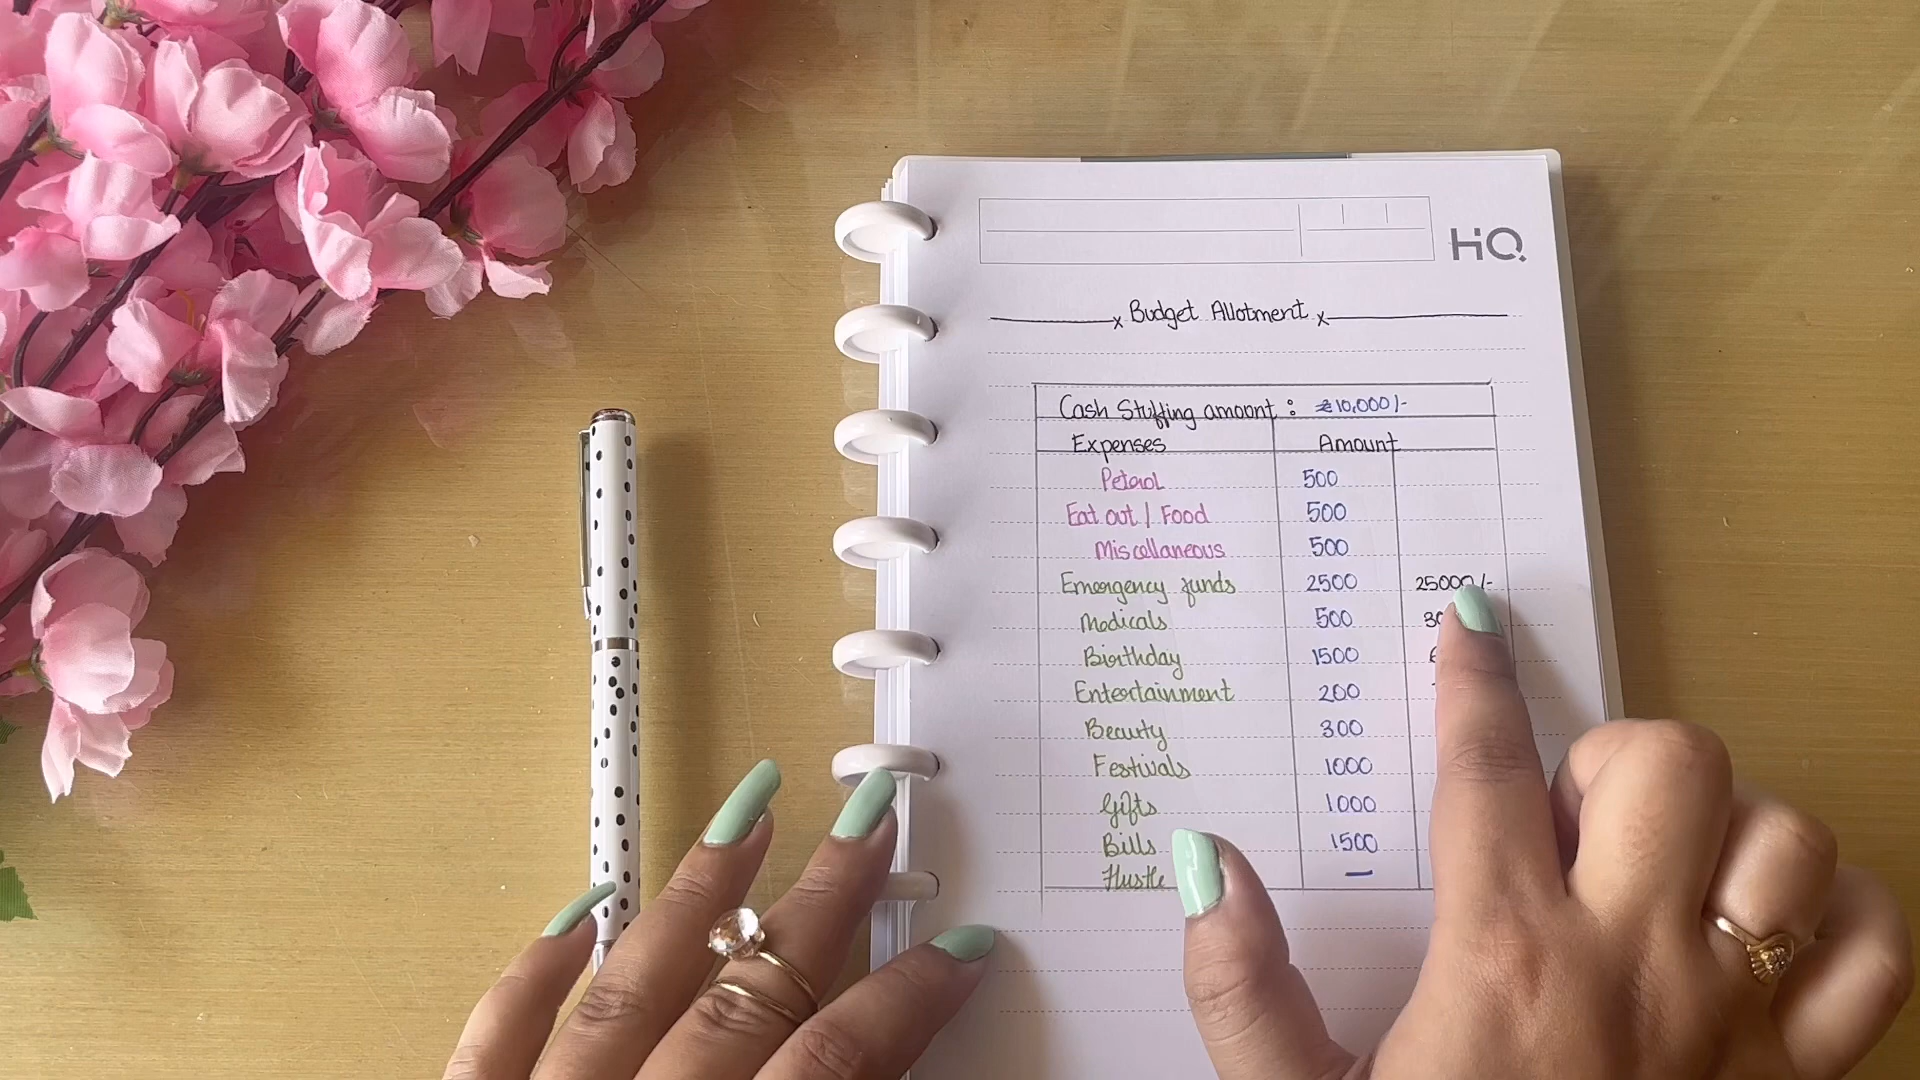 HQ
x Budget Allotment x
Cash Stuffing amount : ₹10,000/-
Expenses Amount
Peterol 500
Eat out / Food 500
Miscellaneous 500
Emergency funds 2500 25000/-
Medicals 500
Birthday 1500
Entertainment 200
Beauty 300
Festivals 1000
Gifts 1000
Bills 1500
Hustle —